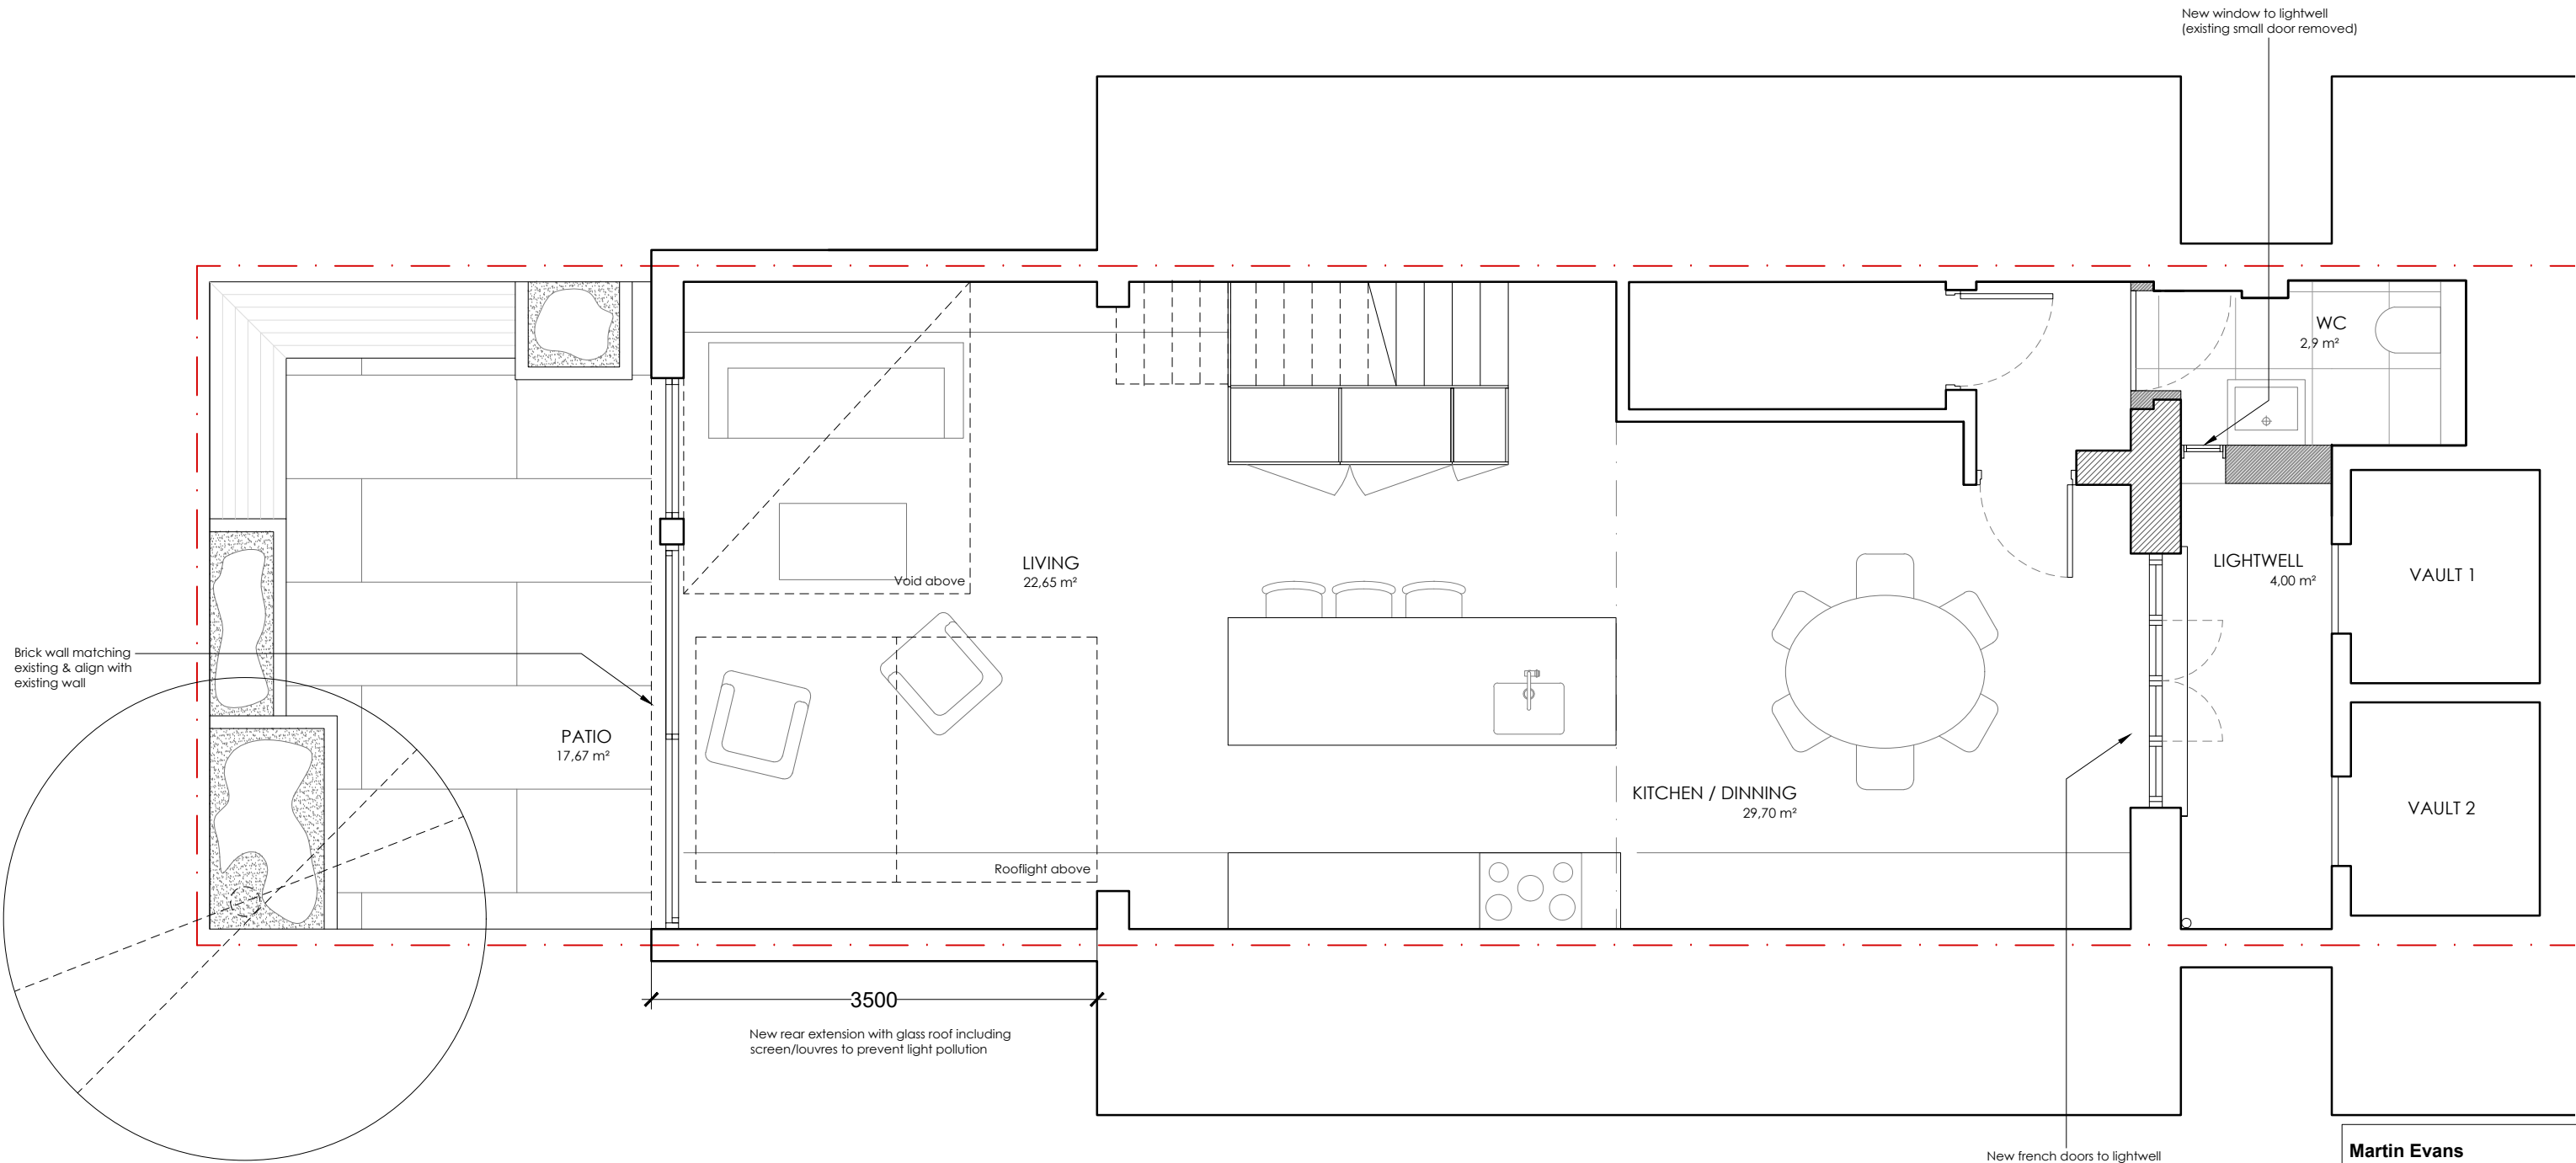 New window to lightwell
(existing small door removed)
WC
2,9 m²
LIVING
22,65 m²
Void above
LIGHTWELL
4,00 m²
VAULT 1
Brick wall matching
existing & align with
existing wall
PATIO
17,67 m²
KITCHEN / DINNING
29,70 m²
VAULT 2
Rooflight above
3500
New rear extension with glass roof including
screen/louvres to prevent light pollution
New french doors to lightwell
Martin Evans